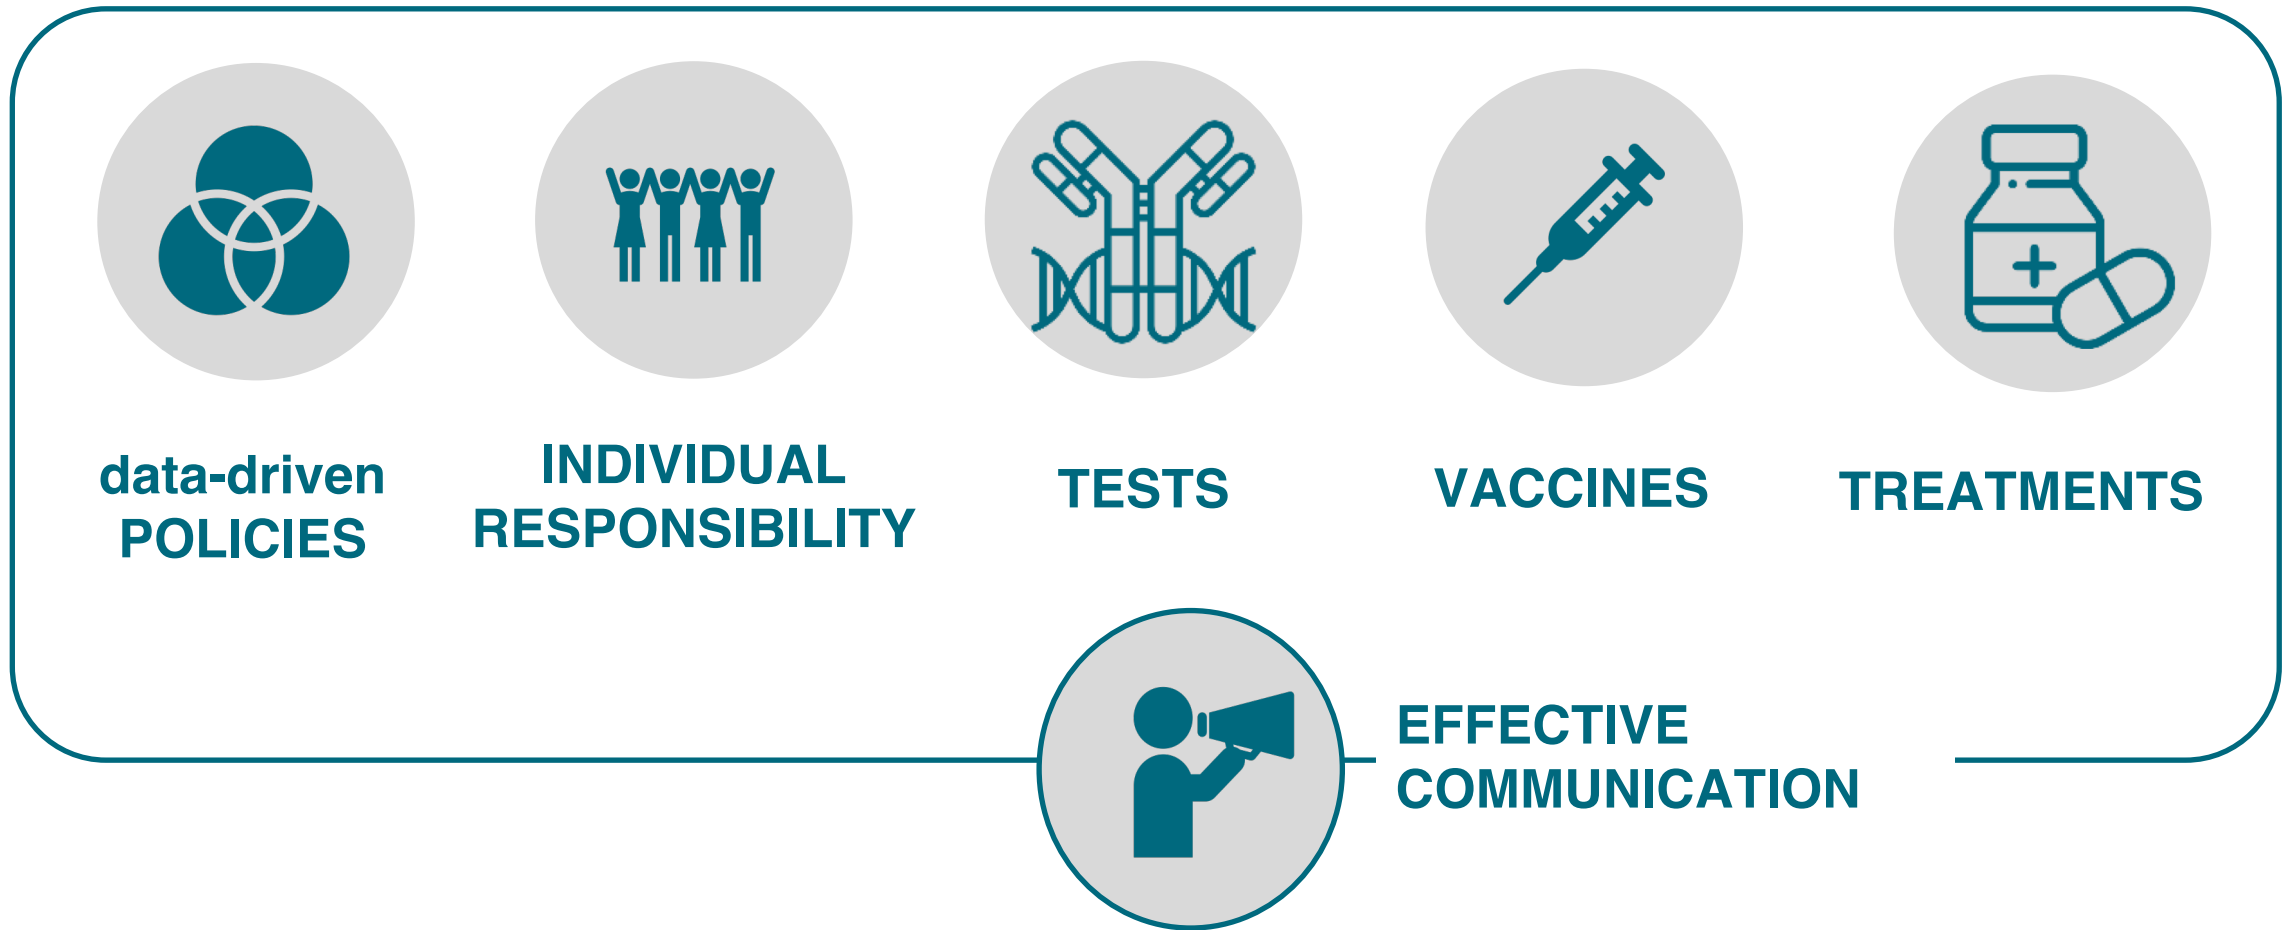 data-driven
POLICIES
INDIVIDUAL
RESPONSIBILITY
TESTS
VACCINES
TREATMENTS
EFFECTIVE
COMMUNICATION